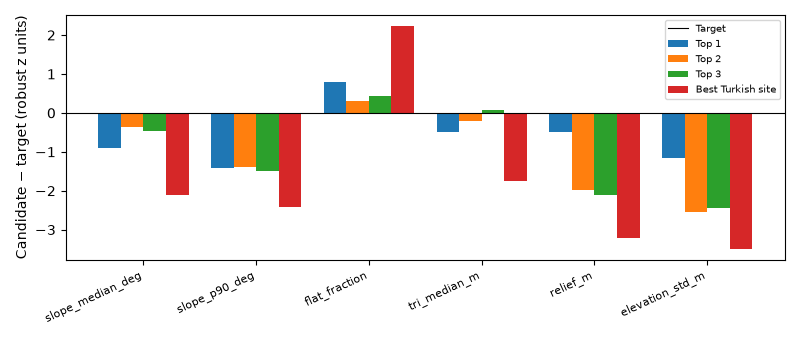 Candidate − target (robust z units)
2
1
0
−1
−2
−3
Target
Top 1
Top 2
Top 3
Best Turkish site
slope_median_deg
slope_p90_deg
flat_fraction
tri_median_m
relief_m
elevation_std_m